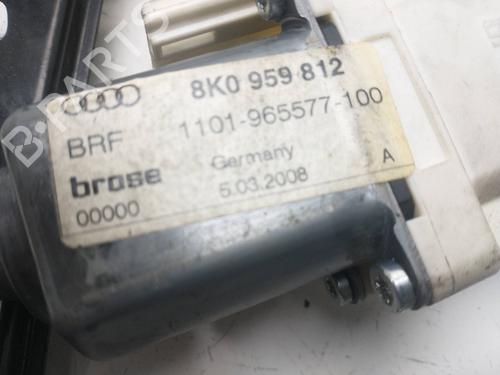 B-PARTS
8K0 959 812
BRF 1101-965577-100
brose Germany
00000 5.03.2008 A